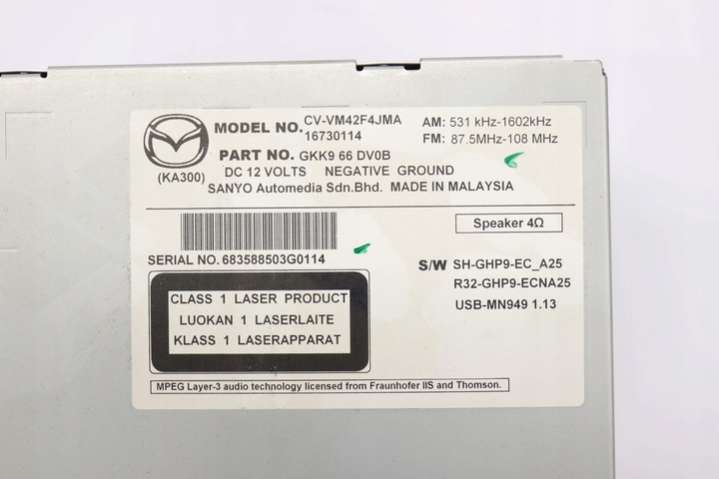 MODEL NO. CV-VM42F4JMA
16730114
AM: 531 kHz-1602kHz
FM: 87.5MHz-108 MHz
PART NO. GKK9 66 DV0B
(KA300)
DC 12 VOLTS NEGATIVE GROUND
SANYO Automedia Sdn.Bhd. MADE IN MALAYSIA
Speaker 4Ω
SERIAL NO. 683588503G0114
S/W SH-GHP9-EC_A25
R32-GHP9-ECNA25
USB-MN949 1.13
CLASS 1 LASER PRODUCT
LUOKAN 1 LASERLAITE
KLASS 1 LASERAPPARAT
MPEG Layer-3 audio technology licensed from Fraunhofer IIS and Thomson.